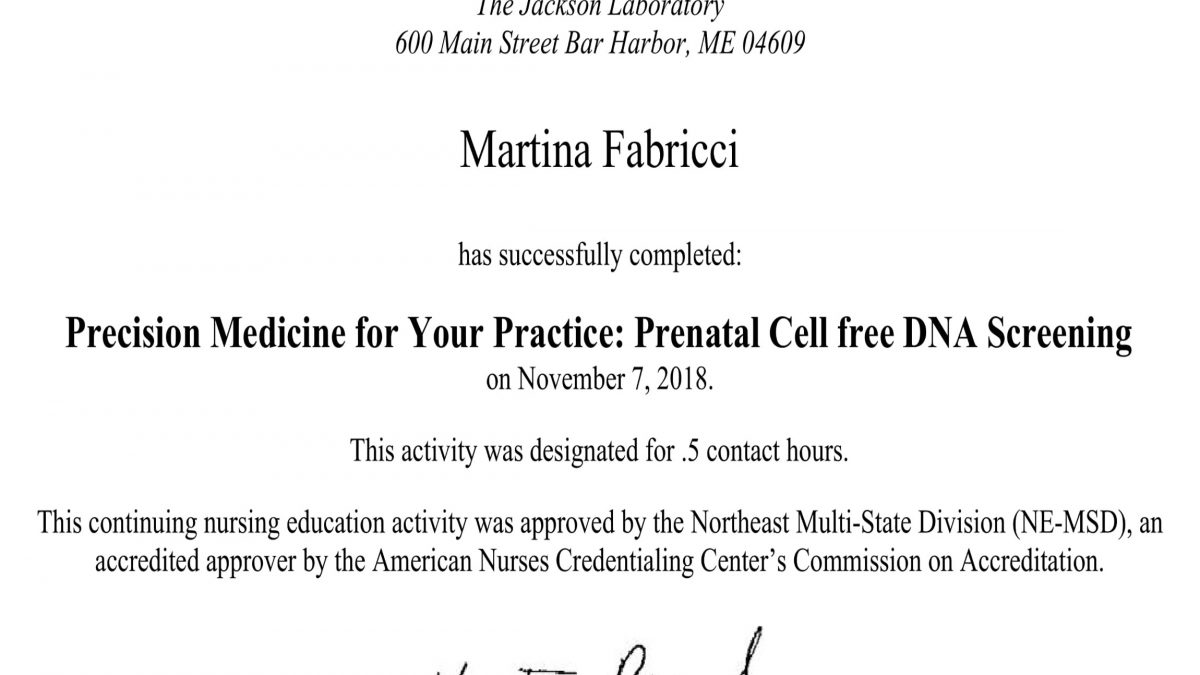 The Jackson Laboratory
600 Main Street Bar Harbor, ME 04609
Martina Fabricci
has successfully completed:
Precision Medicine for Your Practice: Prenatal Cell free DNA Screening
on November 7, 2018.
This activity was designated for .5 contact hours.
This continuing nursing education activity was approved by the Northeast Multi-State Division (NE-MSD), an
accredited approver by the American Nurses Credentialing Center’s Commission on Accreditation.